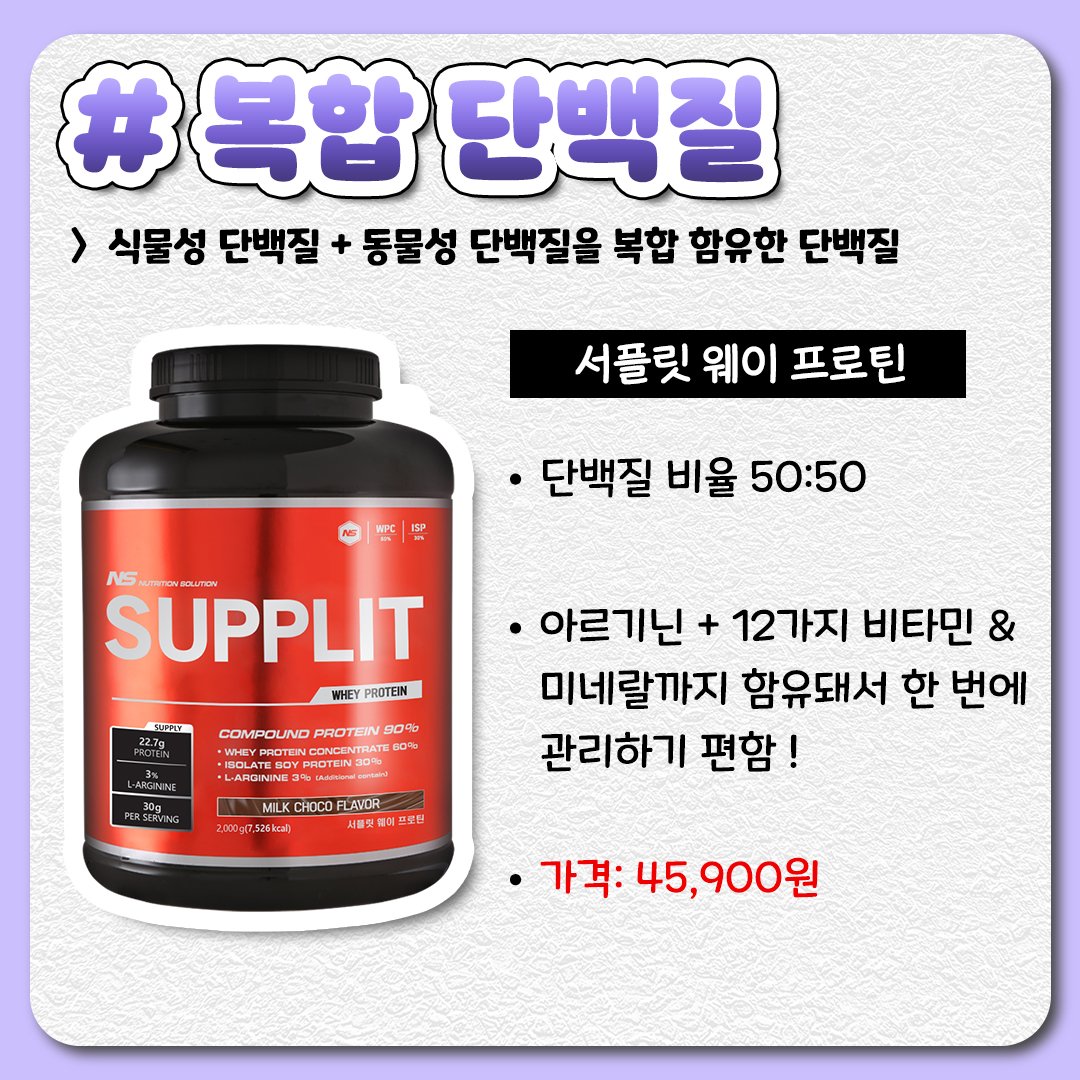 # 복합 단백질
> 식물성 단백질 + 동물성 단백질을 복합 함유한 단백질
서플릿 웨이 프로틴
• 단백질 비율 50:50
• 아르기닌 + 12가지 비타민 &
미네랄까지 함유돼서 한 번에
관리하기 편함 !
• 가격: 45,900원
NS
WPC
60%
ISP
30%
NS NUTRITION SOLUTION
SUPPLIT
WHEY PROTEIN
SUPPLY
22.7g
PROTEIN
3%
L-ARGININE
30g
PER SERVING
COMPOUND PROTEIN 90%
• WHEY PROTEIN CONCENTRATE 60%
• ISOLATE SOY PROTEIN 30%
• L-ARGININE 3% (Additional contain)
MILK CHOCO FLAVOR
2,000g(7,526kcal)
서플릿 웨이 프로틴